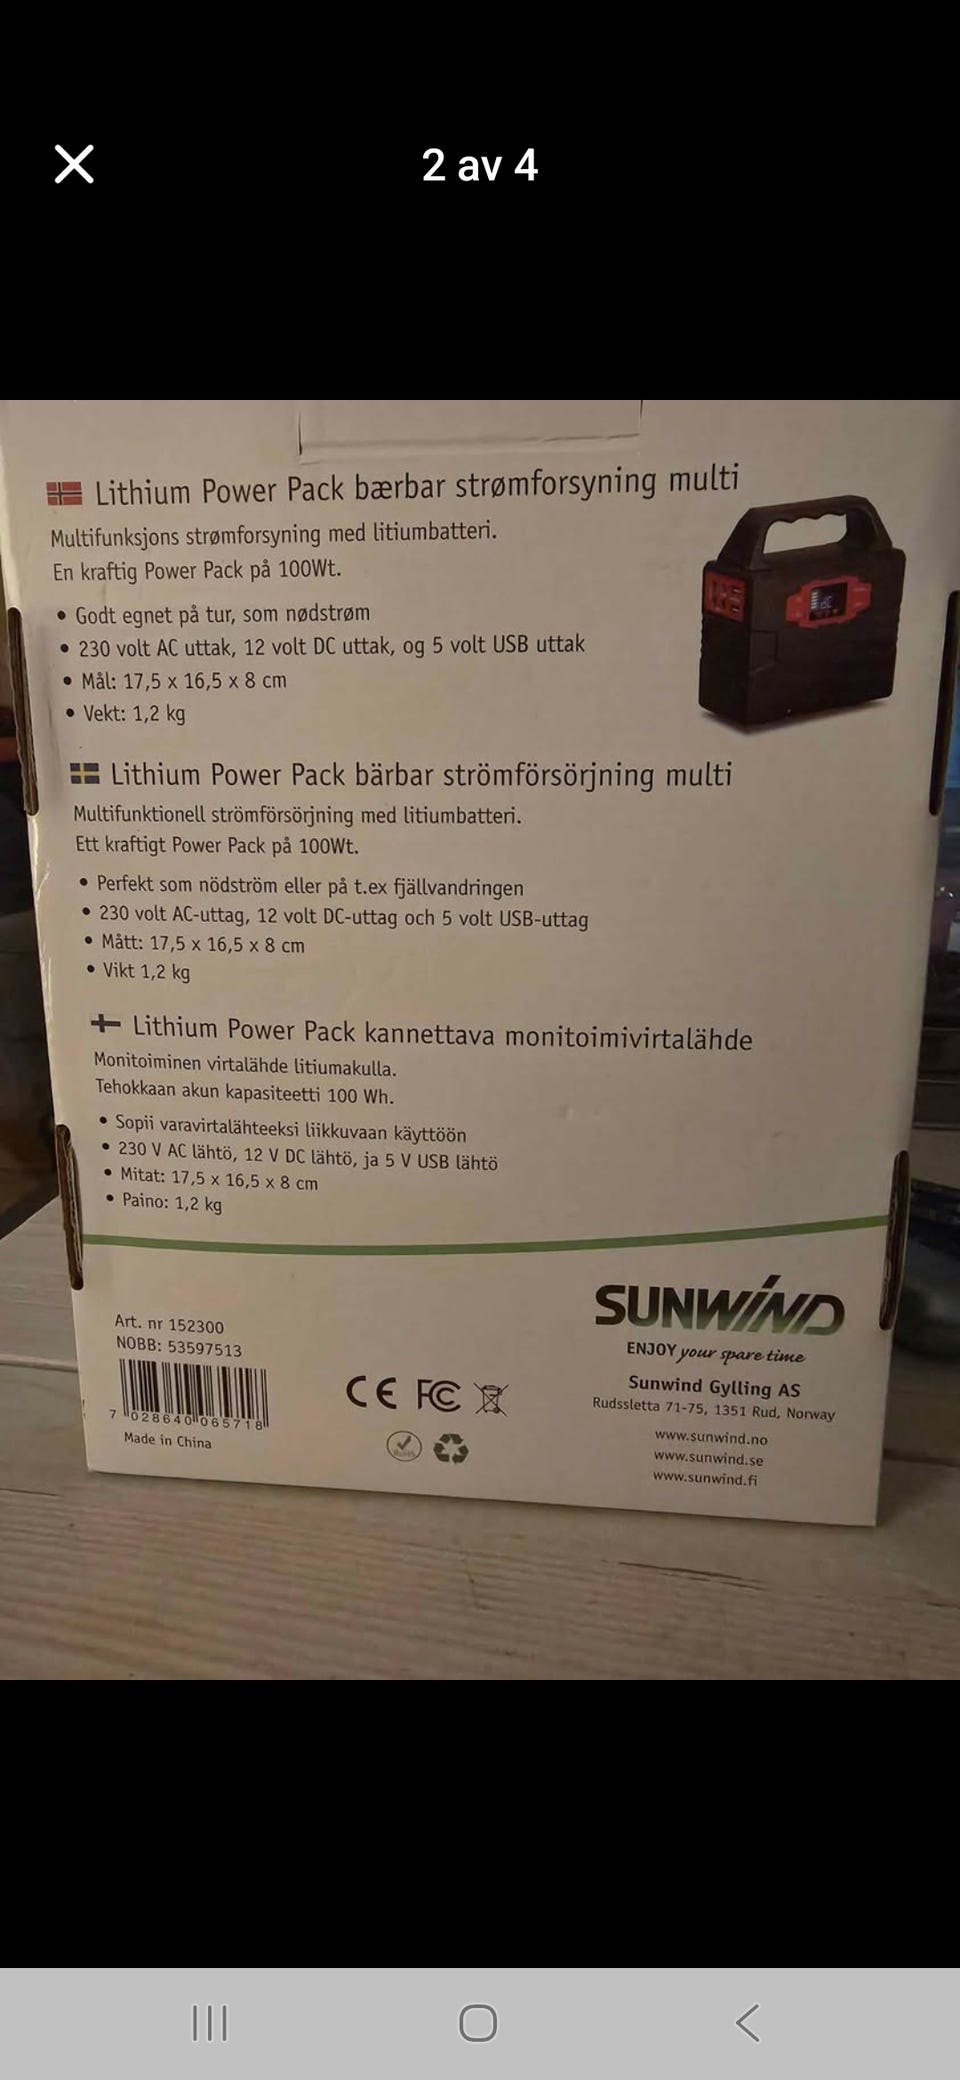 2 av 4
Lithium Power Pack bærbar strømforsyning multi
Multifunksjons strømforsyning med litiumbatteri.
En kraftig Power Pack på 100Wt.
• Godt egnet på tur, som nødstrøm
• 230 volt AC uttak, 12 volt DC uttak, og 5 volt USB uttak
• Mål: 17,5 x 16,5 x 8 cm
• Vekt: 1,2 kg
Lithium Power Pack bärbar strömförsörjning multi
Multifunktionell strömförsörjning med litiumbatteri.
Ett kraftigt Power Pack på 100Wt.
• Perfekt som nödström eller på t.ex fjällvandringen
• 230 volt AC-uttag, 12 volt DC-uttag och 5 volt USB-uttag
• Mått: 17,5 x 16,5 x 8 cm
• Vikt 1,2 kg
Lithium Power Pack kannettava monitoimivirtalähde
Monitoiminen virtalähde litiumakulla.
Tehokkaan akun kapasiteetti 100 Wh.
• Sopii varavirtalähteeksi liikkuvaan käyttöön
• 230 V AC lähtö, 12 V DC lähtö, ja 5 V USB lähtö
• Mitat: 17,5 x 16,5 x 8 cm
• Paino: 1,2 kg
Art. nr 152300
NOBB: 53597513
7 028640 065718
Made in China
CE FC
RoHS
SUNWIND
ENJOY your spare time
Sunwind Gylling AS
Rudssletta 71-75, 1351 Rud, Norway
www.sunwind.no
www.sunwind.se
www.sunwind.fi